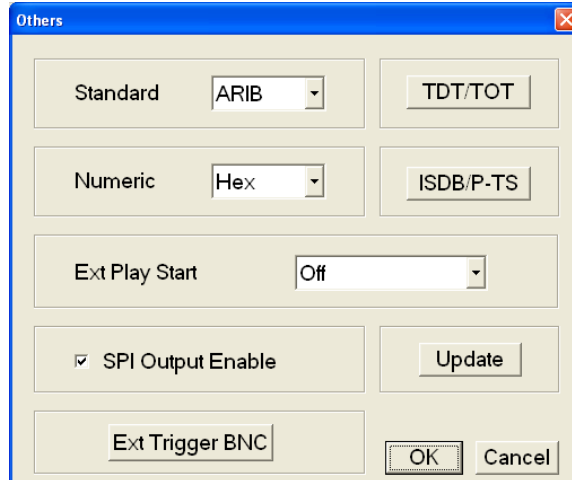 Others
Standard ARIB TDT/TOT
Numeric Hex ISDB/P-TS
Ext Play Start Off
SPI Output Enable Update
Ext Trigger BNC OK Cancel